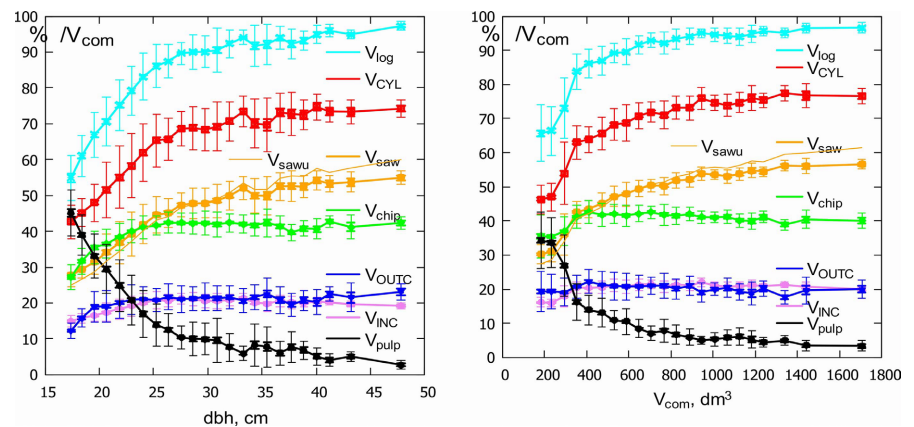 100
% /Vcom
90
80
70
60
50
40
30
20
10
0
Vlog
VCYL
Vsawu
Vsaw
Vchip
VOUTC
VINC
Vpulp
15 20 25 30 35 40 45 50
dbh, cm
100
% /Vcom
90
80
70
60
50
40
30
20
10
0
Vlog
VCYL
Vsawu
Vsaw
Vchip
VOUTC
VINC
Vpulp
0 200 400 600 800 1000 1200 1400 1600 1800
Vcom, dm³